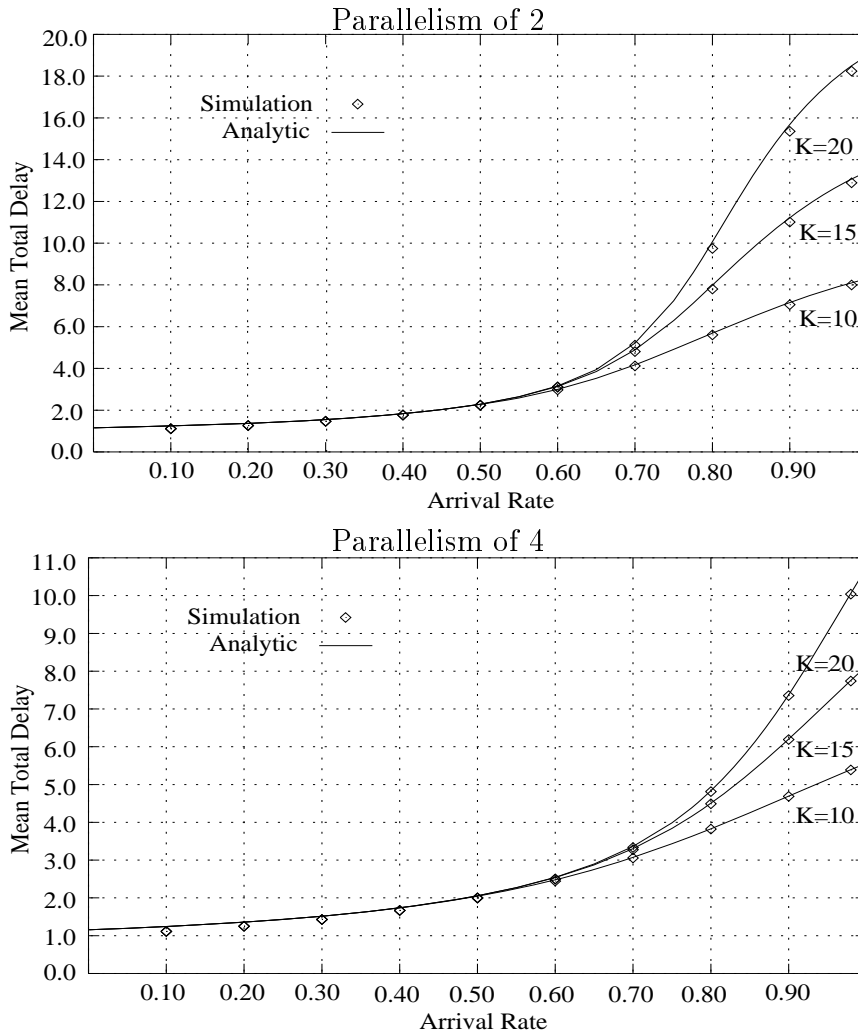 Parallelism of 2
20.0
18.0
16.0
14.0
12.0
10.0
8.0
6.0
4.0
2.0
0.0
Mean Total Delay
Simulation
Analytic
K=20
K=15
K=10
0.10 0.20 0.30 0.40 0.50 0.60 0.70 0.80 0.90
Arrival Rate
Parallelism of 4
11.0
10.0
9.0
8.0
7.0
6.0
5.0
4.0
3.0
2.0
1.0
0.0
Mean Total Delay
Simulation
Analytic
K=20
K=15
K=10
0.10 0.20 0.30 0.40 0.50 0.60 0.70 0.80 0.90
Arrival Rate